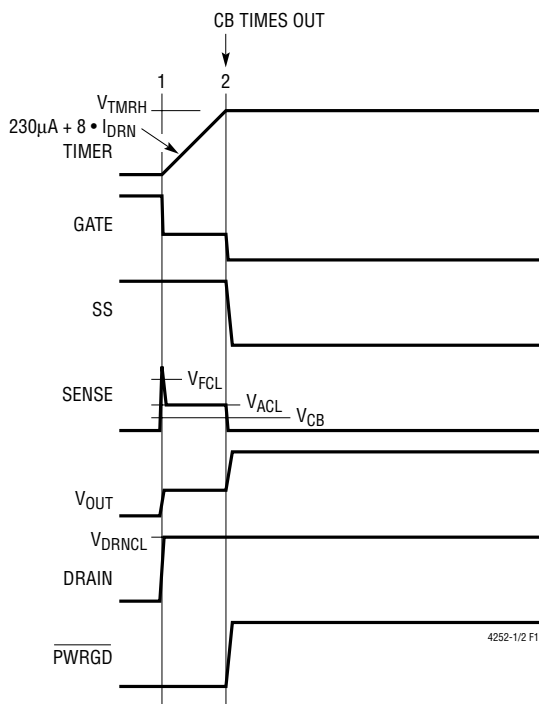 CB TIMES OUT
1 2
V_TMRH
230μA + 8 • I_DRN
TIMER
GATE
SS
V_FCL
SENSE
V_ACL
V_CB
V_OUT
V_DRNCL
DRAIN
4252-1/2 F1
PWRGD